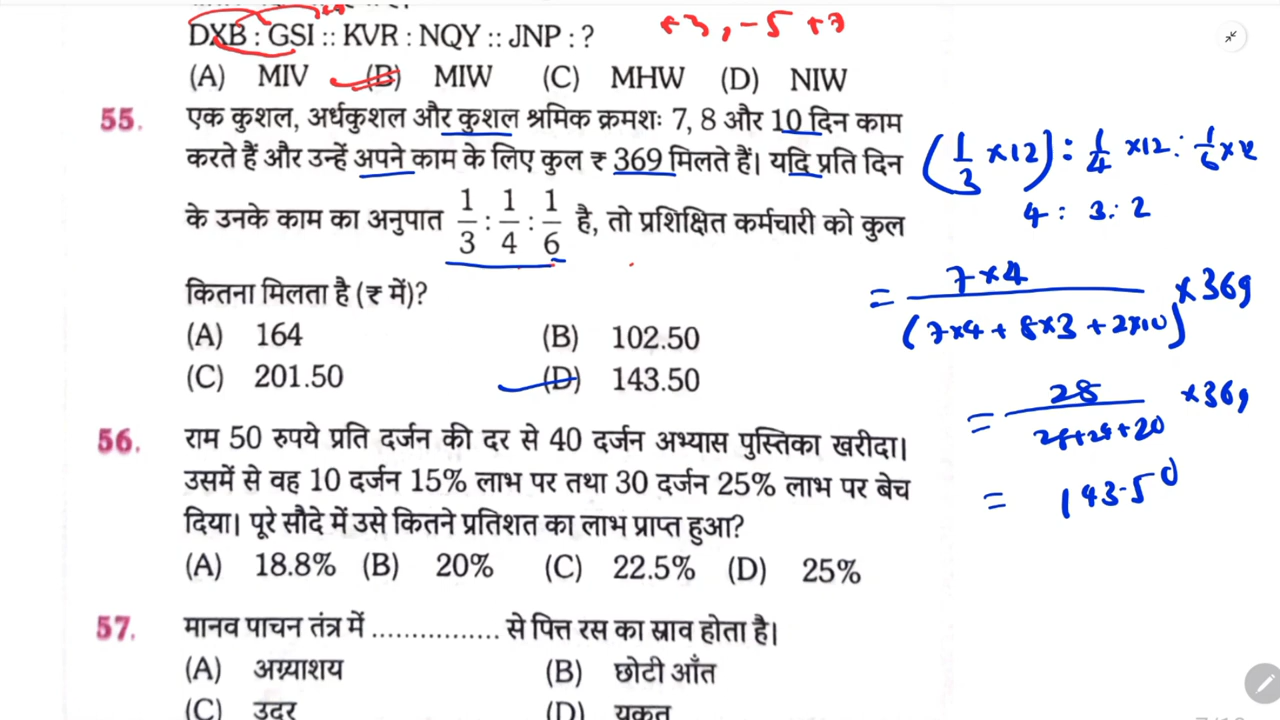 DXB : GSI :: KVR : NQY :: JNP : ?
+3, -5 +7
(A) MIV (B) MIW (C) MHW (D) NIW
55. एक कुशल, अर्धकुशल और कुशल श्रमिक क्रमशः 7, 8 और 10 दिन काम
करते हैं और उन्हें अपने काम के लिए कुल ₹ 369 मिलते हैं। यदि प्रति दिन
के उनके काम का अनुपात 1/3 : 1/4 : 1/6 है, तो प्रशिक्षित कर्मचारी को कुल
कितना मिलता है (₹ में)?
(A) 164 (B) 102.50
(C) 201.50 (D) 143.50
(1/3 ×12) : 1/4 ×12 : 1/6 ×
4 : 3 : 2
= 7×4 / (7×4 + 8×3 + 2×10) ×369
= 28 / 28+24+20 ×369
= 143.50
56. राम 50 रुपये प्रति दर्जन की दर से 40 दर्जन अभ्यास पुस्तिका खरीदा।
उसमें से वह 10 दर्जन 15% लाभ पर तथा 30 दर्जन 25% लाभ पर बेच
दिया। पूरे सौदे में उसे कितने प्रतिशत का लाभ प्राप्त हुआ?
(A) 18.8% (B) 20% (C) 22.5% (D) 25%
57. मानव पाचन तंत्र में ................ से पित्त रस का स्राव होता है।
(A) अग्र्याशय (B) छोटी आँत
(C) उदर (D) यकृत